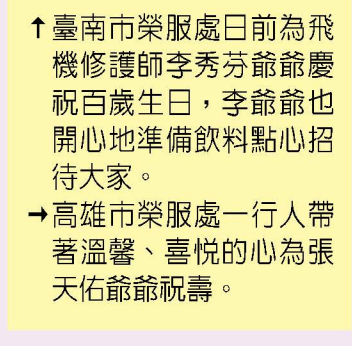 ↑臺南市榮服處日前為飛
機修護師李秀芬爺爺慶
祝百歲生日，李爺爺也
開心地準備飲料點心招
待大家。
→高雄市榮服處一行人帶
著溫馨、喜悅的心為張
天佑爺爺祝壽。